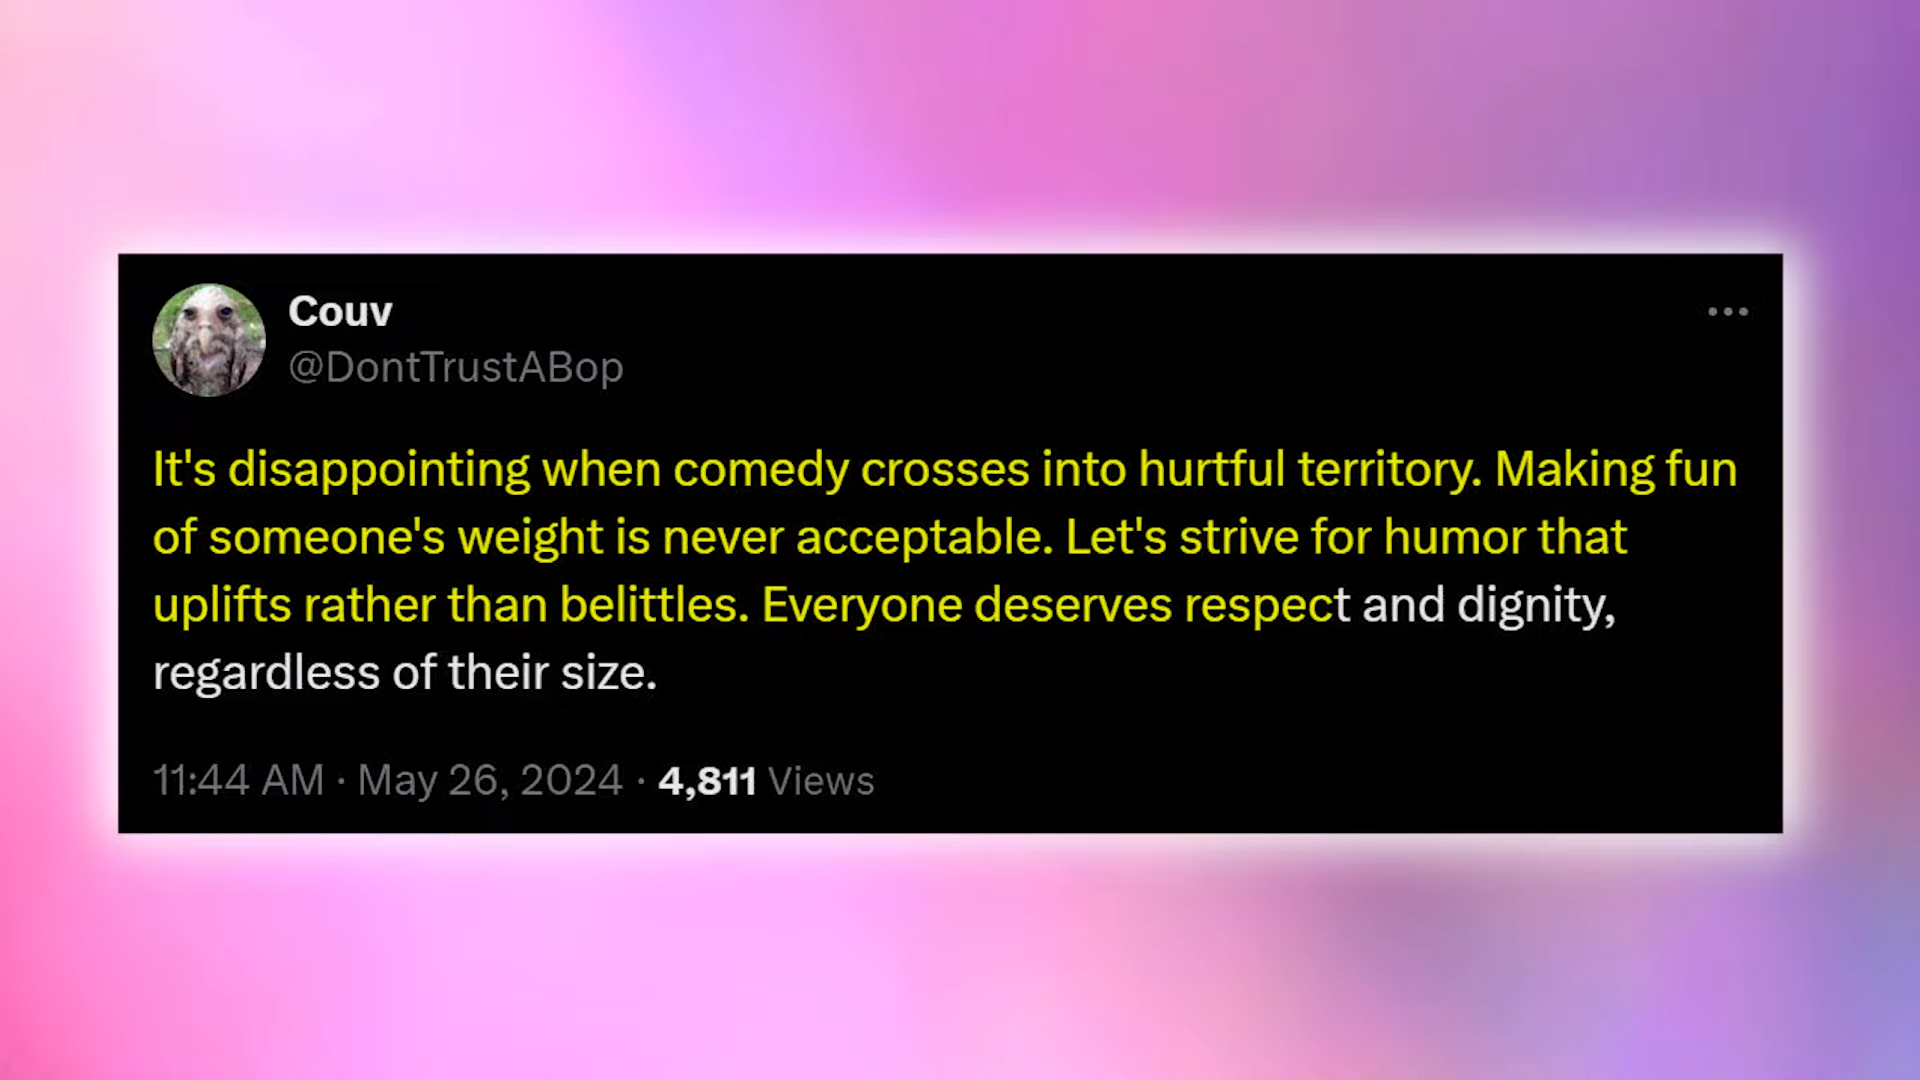 Couv
@DontTrustABop
It's disappointing when comedy crosses into hurtful territory. Making fun
of someone's weight is never acceptable. Let's strive for humor that
uplifts rather than belittles. Everyone deserves respect and dignity,
regardless of their size.
11:44 AM · May 26, 2024 · 4,811 Views